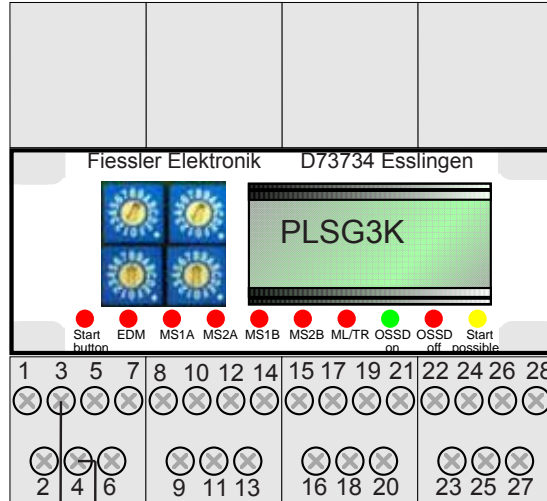 Fiessler Elektronik D73734 Esslingen
PLSG3K
Start button EDM MS1A MS2A MS1B MS2B ML/TR OSSD on OSSD off Start possible
1 3 5 7 8 10 12 14 15 17 19 21 22 24 26 28
2 4 6 9 11 13 16 18 20 23 25 27